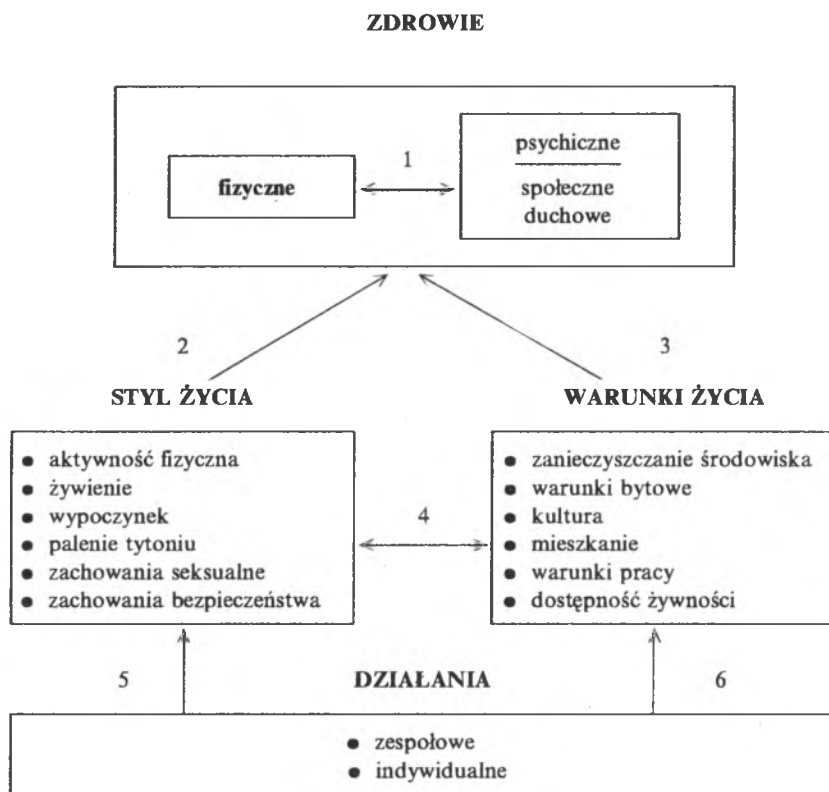 ZDROWIE
fizyczne
1
psychiczne
społeczne
duchowe
2
3
STYL ŻYCIA
WARUNKI ŻYCIA
● aktywność fizyczna
● żywienie
● wypoczynek
● palenie tytoniu
● zachowania seksualne
● zachowania bezpieczeństwa
4
● zanieczyszczanie środowiska
● warunki bytowe
● kultura
● mieszkanie
● warunki pracy
● dostępność żywności
5
DZIAŁANIA
6
● zespołowe
● indywidualne